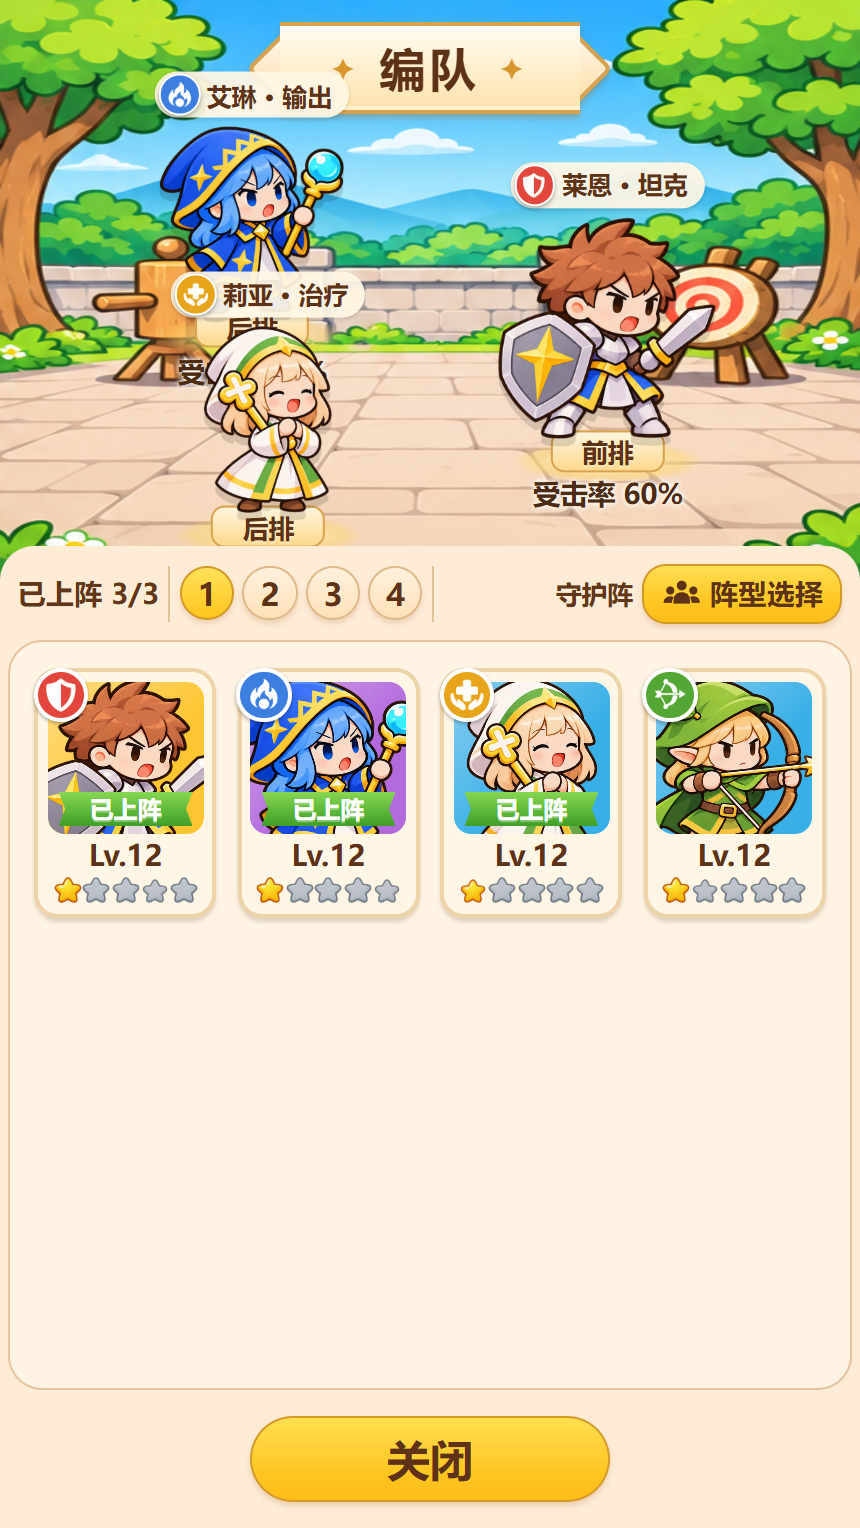 编队
艾琳·输出
莱恩·坦克
莉亚·治疗
后排
受
%
前排
受击率 60%
后排
已上阵 3/3
1
2
3
4
守护阵
阵型选择
已上阵
Lv.12
已上阵
Lv.12
已上阵
Lv.12
Lv.12
关闭